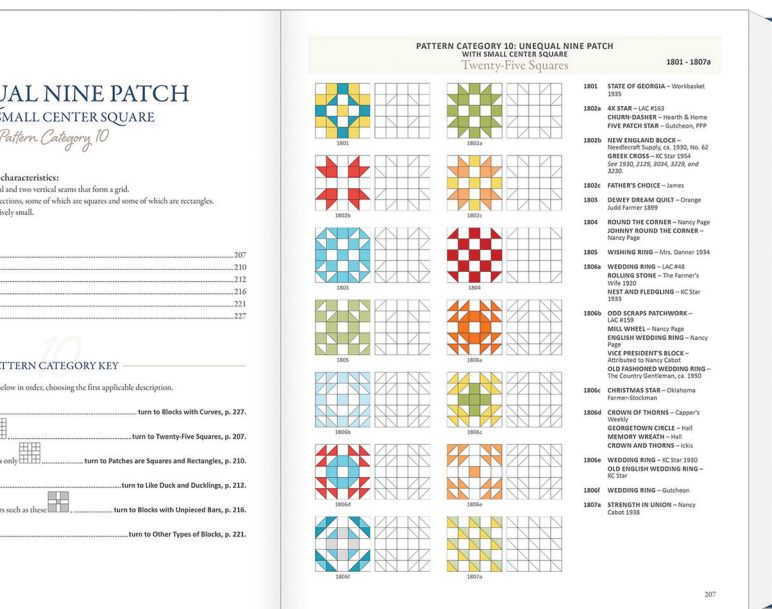 UAL NINE PATCH
SMALL CENTER SQUARE
Pattern Category 10
characteristics:
al and two vertical seams that form a grid.
ections, some of which are squares and some of which are rectangles.
ively small.
207
210
212
216
221
227
10
TTERN CATEGORY KEY
elow in order, choosing the first applicable description.
turn to Blocks with Curves, p. 227.
turn to Twenty-Five Squares, p. 207.
s only turn to Patches are Squares and Rectangles, p. 210.
turn to Like Duck and Ducklings, p. 212.
rs such as these turn to Blocks with Unpieced Bars, p. 216.
turn to Other Types of Blocks, p. 221.
PATTERN CATEGORY 10: UNEQUAL NINE PATCH
WITH SMALL CENTER SQUARE
Twenty-Five Squares
1801 - 1807a
1801
1802a
1802b
1802c
1803
1804
1805
1806a
1806b
1806c
1806d
1806e
1806f
1807a
1801 STATE OF GEORGIA – Workbasket
1935
1802a 4X STAR – LAC #163
CHURN-DASHER – Hearth & Home
FIVE PATCH STAR – Gutcheon, PPP
1802b NEW ENGLAND BLOCK –
Needlecraft Supply, ca. 1930, No. 62
GREEK CROSS – KC Star 1954
See 1930, 2129, 3034, 3229, and
3230.
1802c FATHER'S CHOICE – James
1803 DEWEY DREAM QUILT – Orange
Judd Farmer 1899
1804 ROUND THE CORNER – Nancy Page
JOHNNY ROUND THE CORNER –
Nancy Page
1805 WISHING RING – Mrs. Danner 1934
1806a WEDDING RING – LAC #48
ROLLING STONE – The Farmer's
Wife 1920
NEST AND FLEDGLING – KC Star
1933
1806b ODD SCRAPS PATCHWORK –
LAC #159
MILL WHEEL – Nancy Page
ENGLISH WEDDING RING – Nancy
Page
VICE PRESIDENT'S BLOCK –
Attributed to Nancy Cabot
OLD FASHIONED WEDDING RING –
The Country Gentleman, ca. 1950
1806c CHRISTMAS STAR – Oklahoma
Farmer-Stockman
1806d CROWN OF THORNS – Capper's
Weekly
GEORGETOWN CIRCLE – Hall
MEMORY WREATH – Hall
CROWN AND THORNS – Ickis
1806e WEDDING RING – KC Star 1930
OLD ENGLISH WEDDING RING –
KC Star
1806f WEDDING RING – Gutcheon
1807a STRENGTH IN UNION – Nancy
Cabot 1938
207